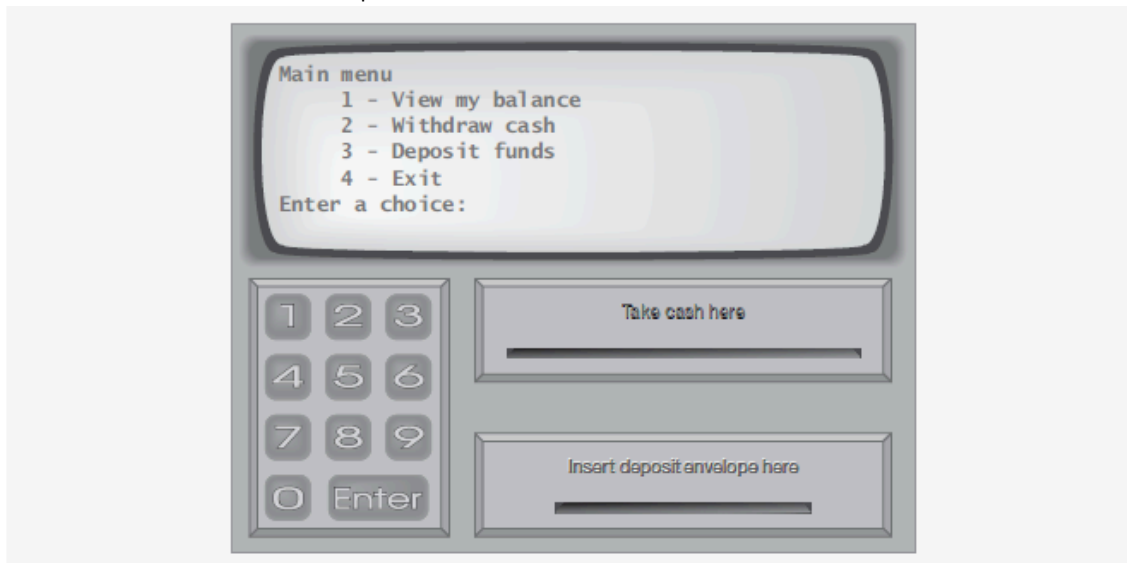 Main menu
1 - View my balance
2 - Withdraw cash
3 - Deposit funds
4 - Exit
Enter a choice:
1 2 3
4 5 6
7 8 9
0 Enter
Take cash here
Insert deposit envelope here